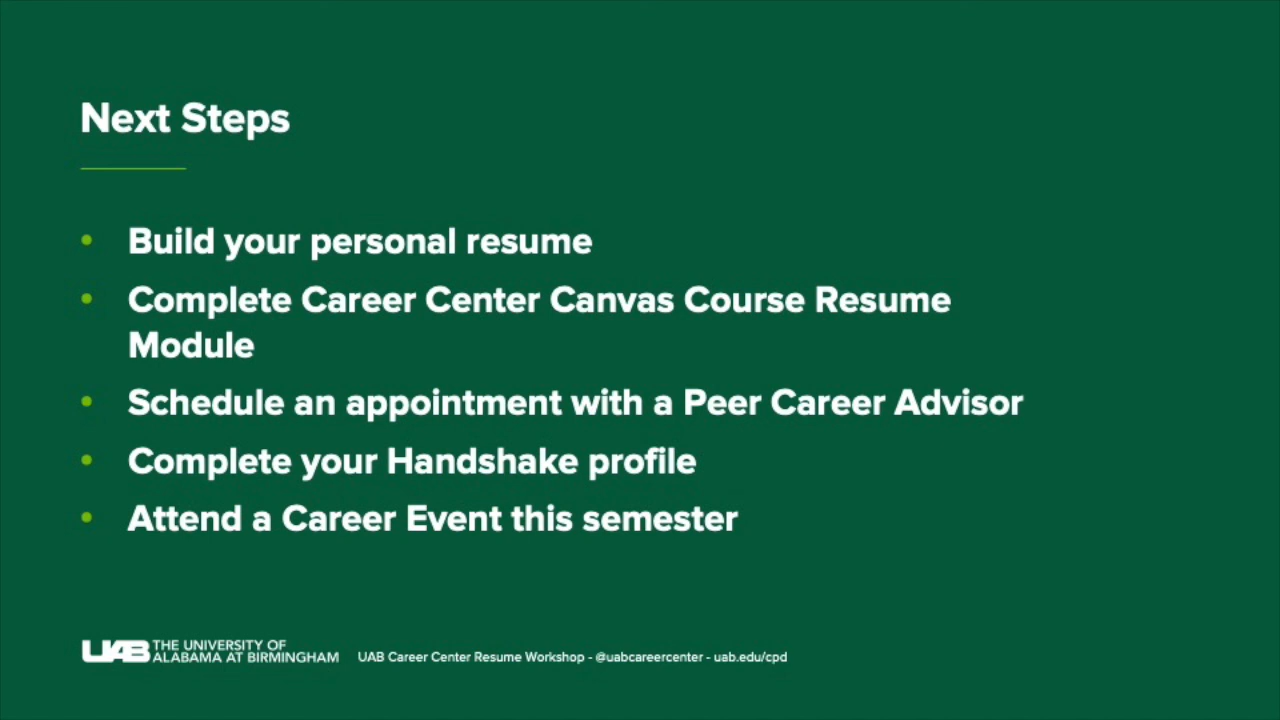 Next Steps
• Build your personal resume
• Complete Career Center Canvas Course Resume
Module
• Schedule an appointment with a Peer Career Advisor
• Complete your Handshake profile
• Attend a Career Event this semester
UAB THE UNIVERSITY OF
ALABAMA AT BIRMINGHAM
UAB Career Center Resume Workshop - @uabcareercenter - uab.edu/cpd